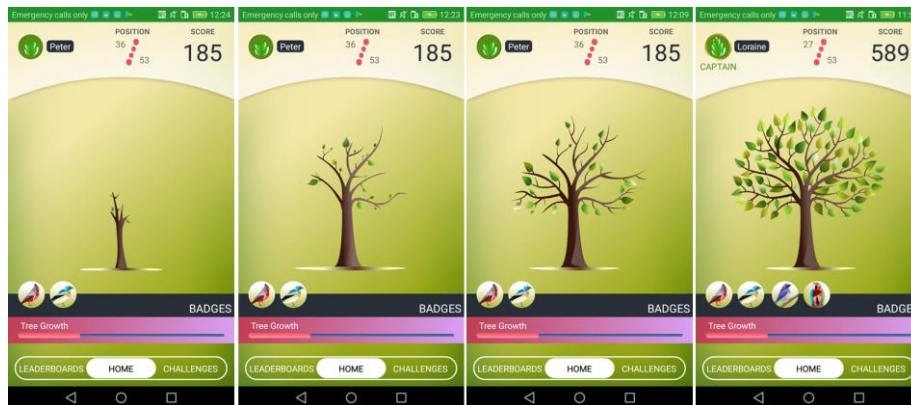 Emergency calls only 12:24
POSITION SCORE
Peter 36 53 185
BADGES
Tree Growth
LEADERBOARDS HOME CHALLENGES
Emergency calls only 12:23
POSITION SCORE
Peter 36 53 185
BADGES
Tree Growth
LEADERBOARDS HOME CHALLENGES
Emergency calls only 12:09
POSITION SCORE
Peter 36 53 185
BADGES
Tree Growth
LEADERBOARDS HOME CHALLENGES
Emergency calls only
POSITION SCORE
Loraine 27 53 589
CAPTAIN
BADGE
Tree Growth
LEADERBOARDS HOME CHALLENGES